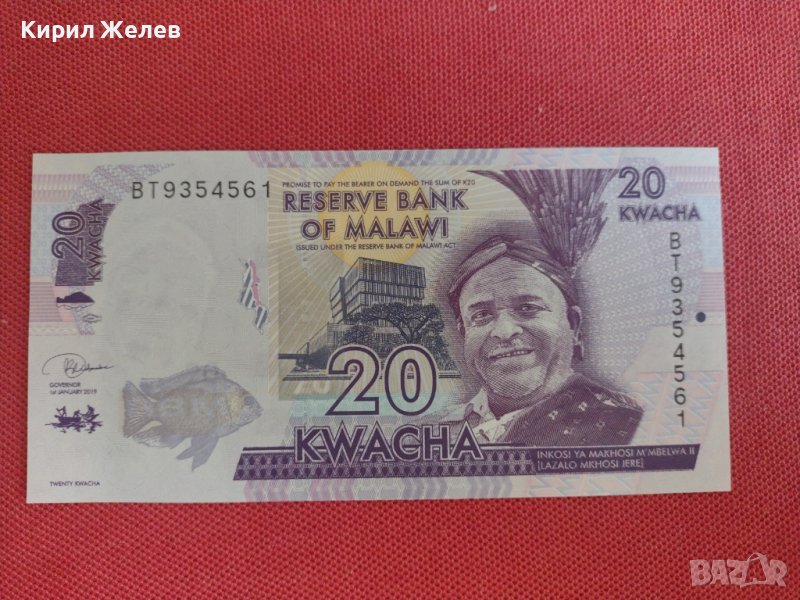 Кирил Желев
BT9354561
PROMISE TO PAY THE BEARER ON DEMAND THE SUM OF K20
RESERVE BANK
OF MALAWI
ISSUED UNDER THE RESERVE BANK OF MALAWI ACT
20
KWACHA
20
KWACHA
BT9354561
GOVERNOR
1st JANUARY 2019
20
KWACHA
INKOSI YA MAKHOSI M'MBELWA II
[LAZALO MKHOSI JERE]
TWENTY KWACHA
BAZAR